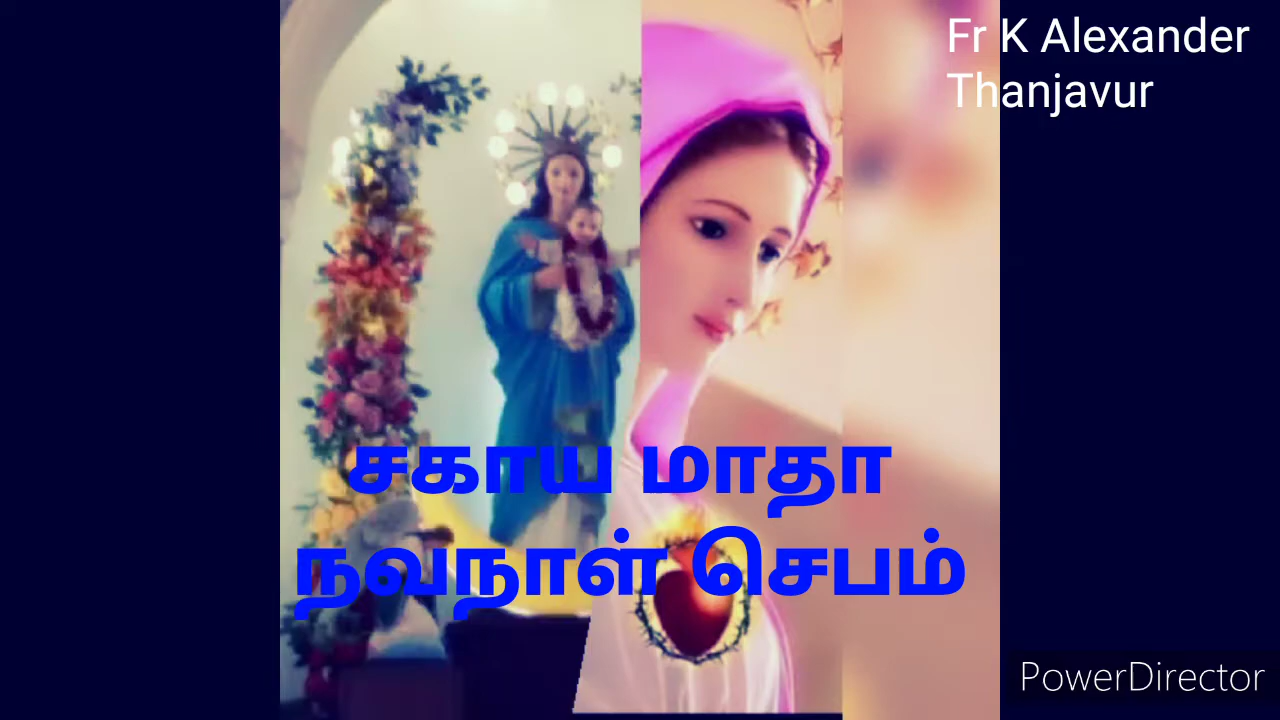 Fr K Alexander
Thanjavur
சகாய மாதா
நவநாள் செபம்
PowerDirector